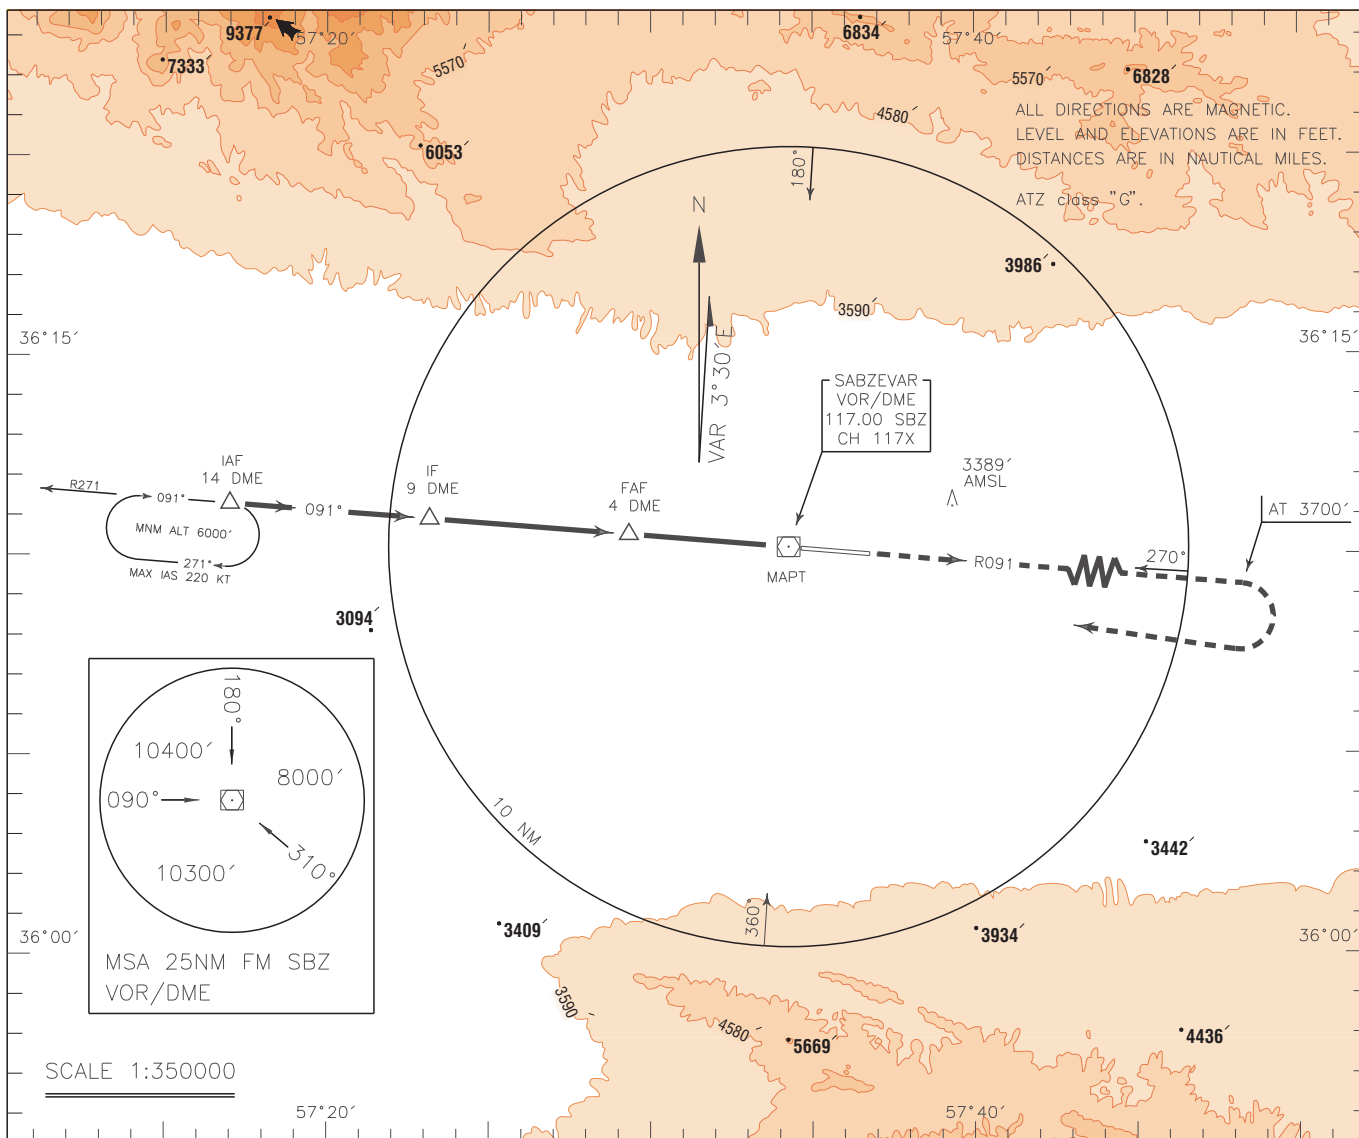 9377′
57°20′
6834′
57°40′
7333′
5570′
5570′
6828′
4580′
ALL DIRECTIONS ARE MAGNETIC.
LEVEL AND ELEVATIONS ARE IN FEET.
DISTANCES ARE IN NAUTICAL MILES.
ATZ class "G".
6053′
180°
N
3986′
3590′
36°15′
36°15′
VAR 3°30′E
SABZEVAR
VOR/DME
117.00 SBZ
CH 117X
IAF
14 DME
IF
9 DME
FAF
4 DME
3389′
AMSL
R271
091°
MNM ALT 6000′
271°
MAX IAS 220 KT
091°
MAPT
R091
270°
AT 3700′
3094′
180°
10400′
8000′
090°
310°
10300′
MSA 25NM FM SBZ
VOR/DME
10 NM
3442′
360°
3409′
3934′
36°00′
36°00′
3590′
4580′
5669′
4436′
SCALE 1:350000
57°20′
57°40′